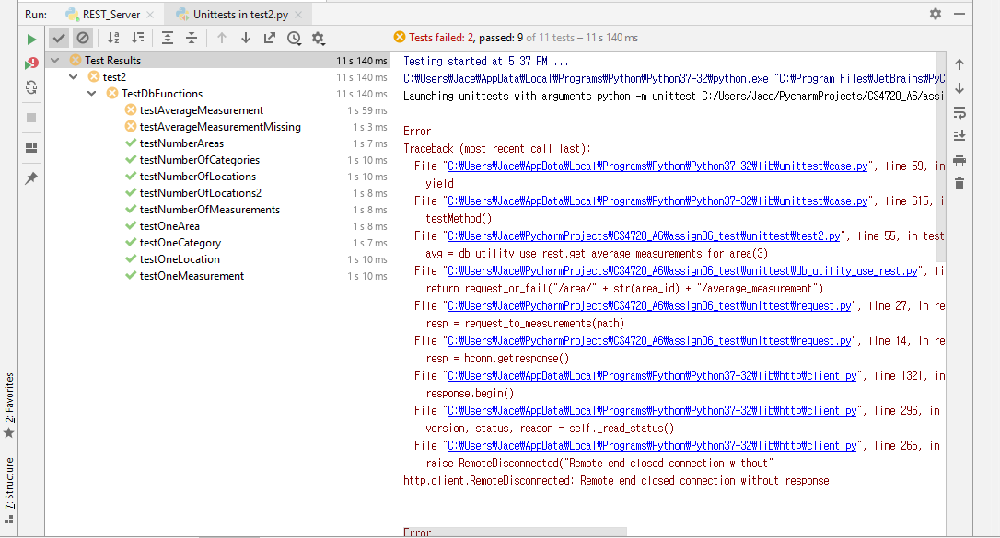 Run: REST_Server × Unittests in test2.py ×
Tests failed: 2, passed: 9 of 11 tests – 11 s 140 ms
Test Results 11 s 140 ms
test2 11 s 140 ms
TestDbFunctions 11 s 140 ms
testAverageMeasurement 1 s 59 ms
testAverageMeasurementMissing 1 s 3 ms
testNumberAreas 1 s 7 ms
testNumberOfCategories 1 s 10 ms
testNumberOfLocations 1 s 10 ms
testNumberOfLocations2 1 s 8 ms
testNumberOfMeasurements 1 s 8 ms
testOneArea 1 s 8 ms
testOneCategory 1 s 7 ms
testOneLocation 1 s 10 ms
testOneMeasurement 1 s 10 ms
Testing started at 5:37 PM ...
C:₩Users₩Jace₩AppData₩Local₩Programs₩Python₩Python37-32₩python.exe "C:₩Program Files₩JetBrains₩PyC
Launching unittests with arguments python -m unittest C:/Users/Jace/PycharmProjects/CS4720_A6/assi
Error
Traceback (most recent call last):
File "C:₩Users₩Jace₩AppData₩Local₩Programs₩Python₩Python37-32₩lib₩unittest₩case.py", line 59, in
yield
File "C:₩Users₩Jace₩AppData₩Local₩Programs₩Python₩Python37-32₩lib₩unittest₩case.py", line 615, i
testMethod()
File "C:₩Users₩Jace₩PycharmProjects₩CS4720_A6₩assign06_test₩unittest₩test2.py", line 55, in test
avg = db_utility_use_rest.get_average_measurements_for_area(3)
File "C:₩Users₩Jace₩PycharmProjects₩CS4720_A6₩assign06_test₩unittest₩db_utility_use_rest.py", li
return request_or_fail("/area/" + str(area_id) + "/average_measurement")
File "C:₩Users₩Jace₩PycharmProjects₩CS4720_A6₩assign06_test₩unittest₩request.py", line 27, in re
resp = request_to_measurements(path)
File "C:₩Users₩Jace₩PycharmProjects₩CS4720_A6₩assign06_test₩unittest₩request.py", line 14, in re
resp = hconn.getresponse()
File "C:₩Users₩Jace₩AppData₩Local₩Programs₩Python₩Python37-32₩lib₩http₩client.py", line 1321, in
response.begin()
File "C:₩Users₩Jace₩AppData₩Local₩Programs₩Python₩Python37-32₩lib₩http₩client.py", line 296, in
version, status, reason = self._read_status()
File "C:₩Users₩Jace₩AppData₩Local₩Programs₩Python₩Python37-32₩lib₩http₩client.py", line 265, in
raise RemoteDisconnected("Remote end closed connection without"
http.client.RemoteDisconnected: Remote end closed connection without response
Error
2: Favorites
7: Structure